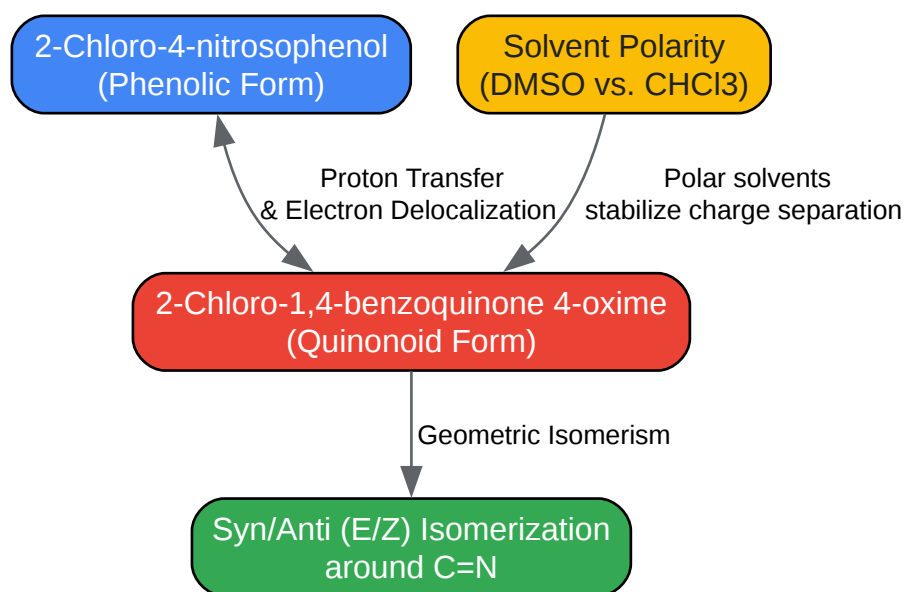 2-Chloro-4-nitrosophenol
(Phenolic Form)
Solvent Polarity
(DMSO vs. CHCl3)
Proton Transfer
& Electron Delocalization
Polar solvents
stabilize charge separation
2-Chloro-1,4-benzoquinone 4-oxime
(Quinonoid Form)
Geometric Isomerism
Syn/Anti (E/Z) Isomerization
around C=N